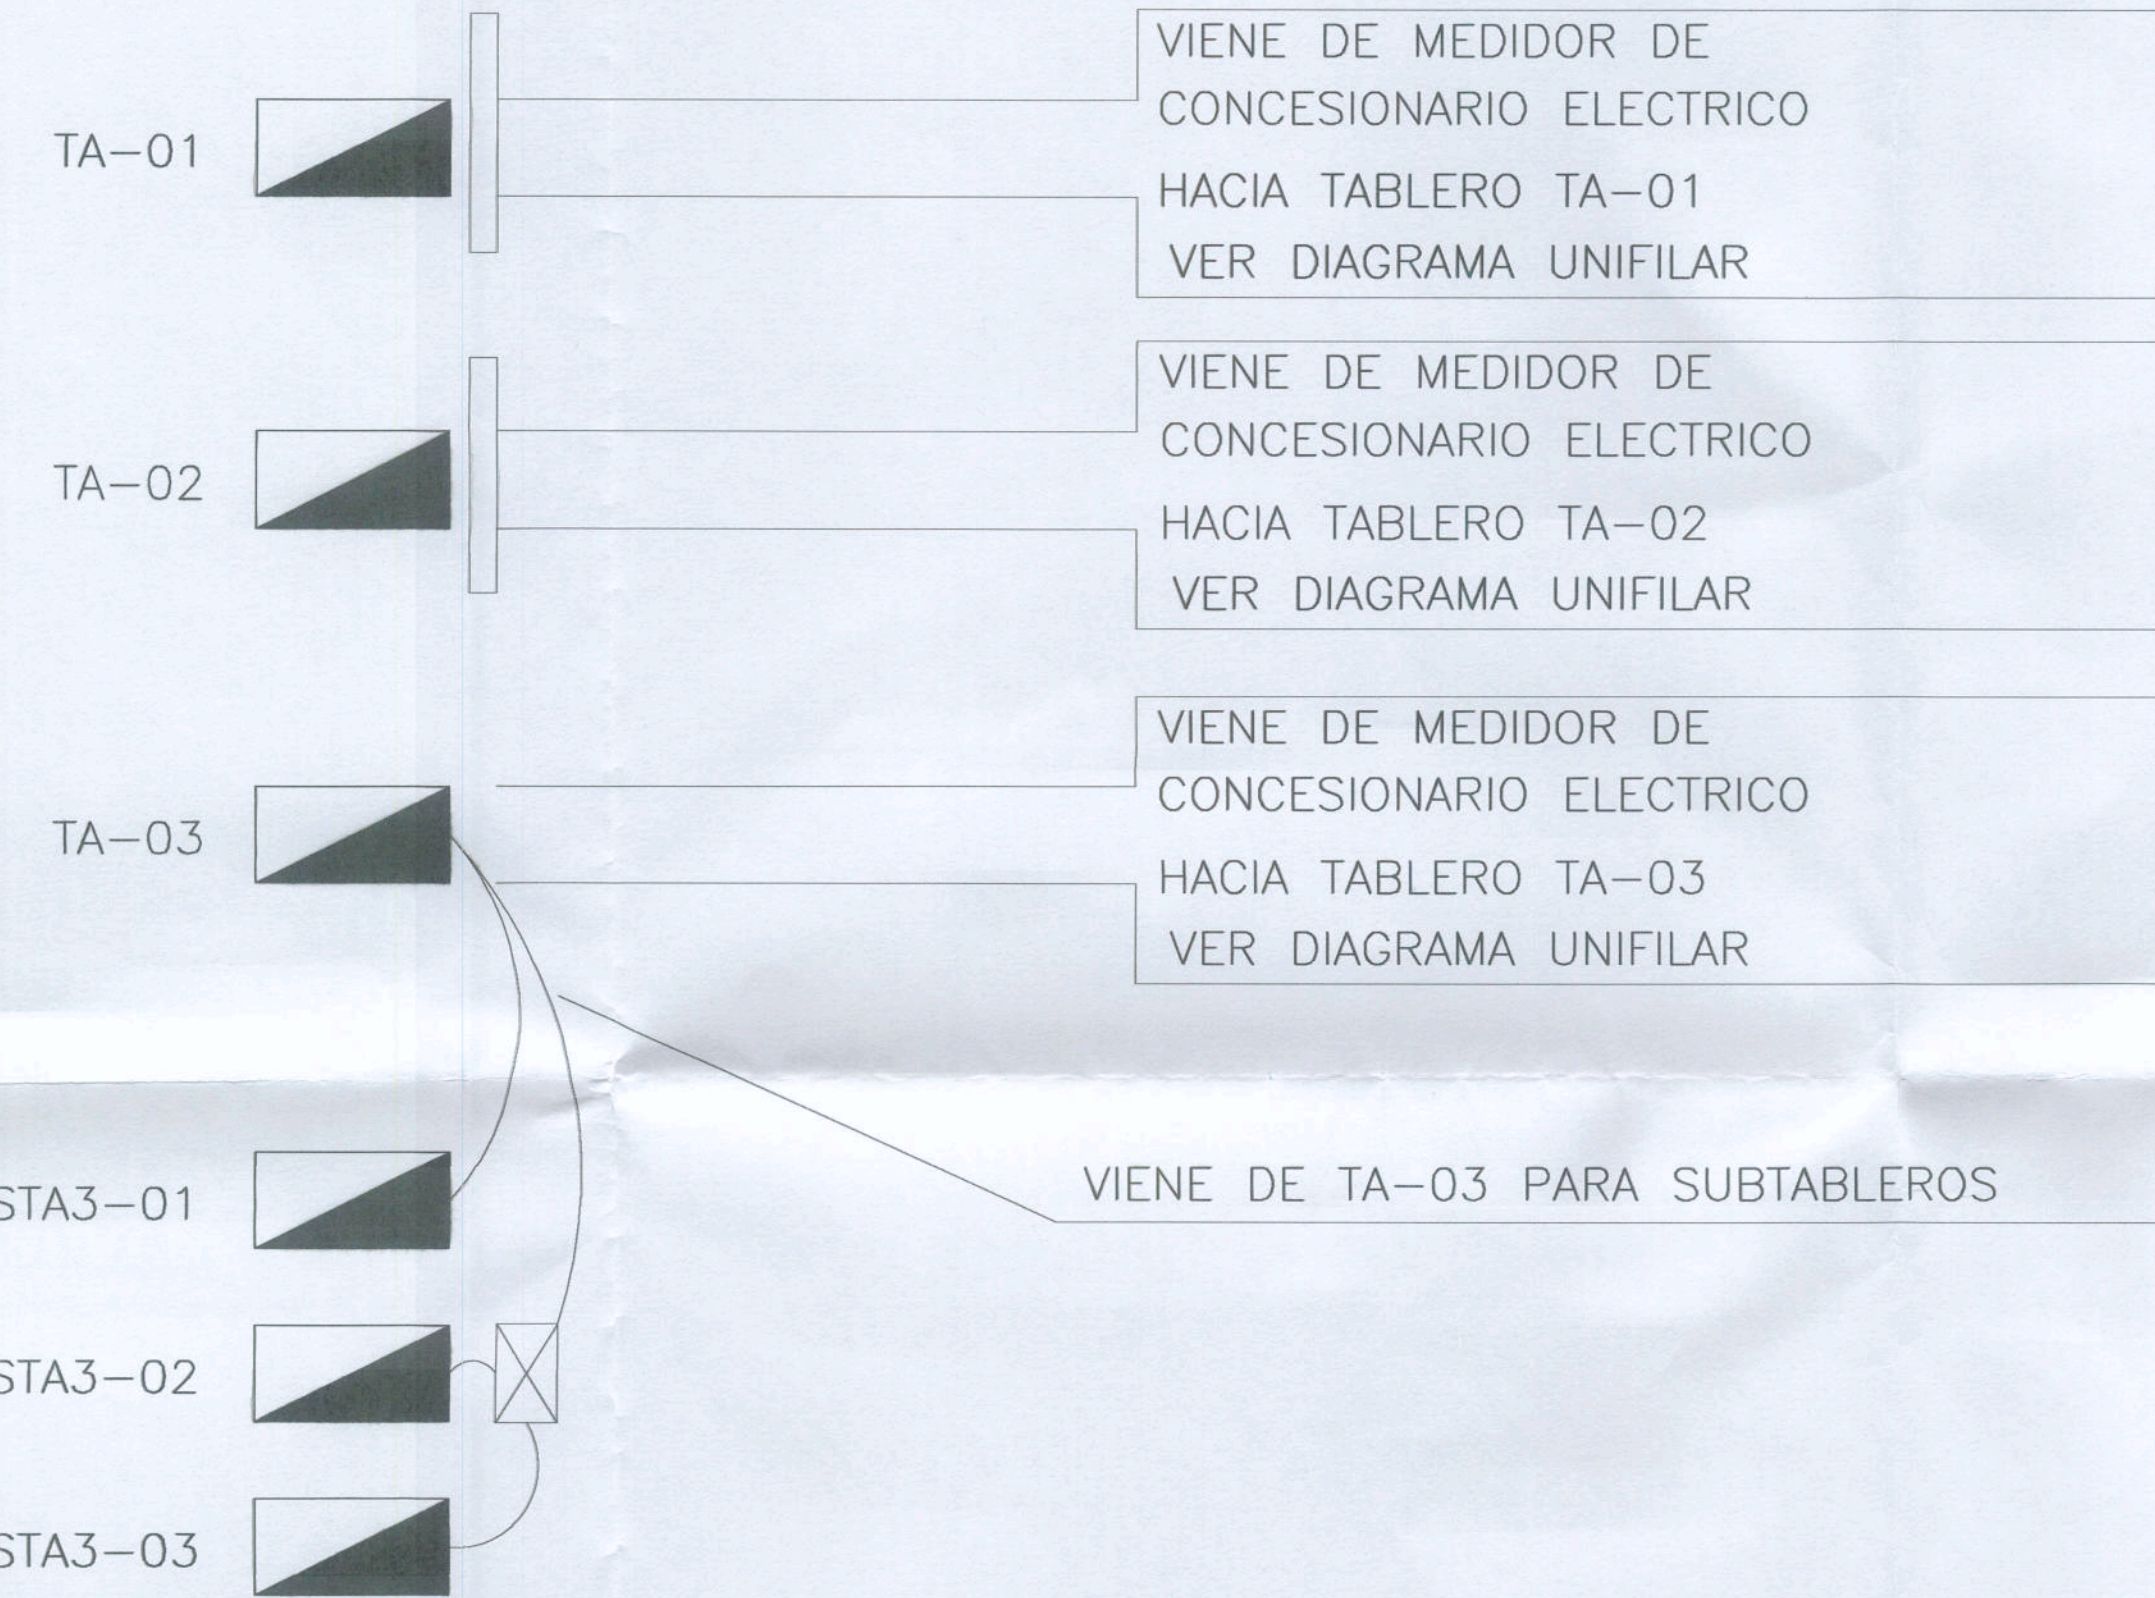 TA-01
VIENE DE MEDIDOR DE
CONCESIONARIO ELECTRICO
HACIA TABLERO TA-01
VER DIAGRAMA UNIFILAR
TA-02
VIENE DE MEDIDOR DE
CONCESIONARIO ELECTRICO
HACIA TABLERO TA-02
VER DIAGRAMA UNIFILAR
TA-03
VIENE DE MEDIDOR DE
CONCESIONARIO ELECTRICO
HACIA TABLERO TA-03
VER DIAGRAMA UNIFILAR
STA3-01
VIENE DE TA-03 PARA SUBTABLEROS
STA3-02
STA3-03